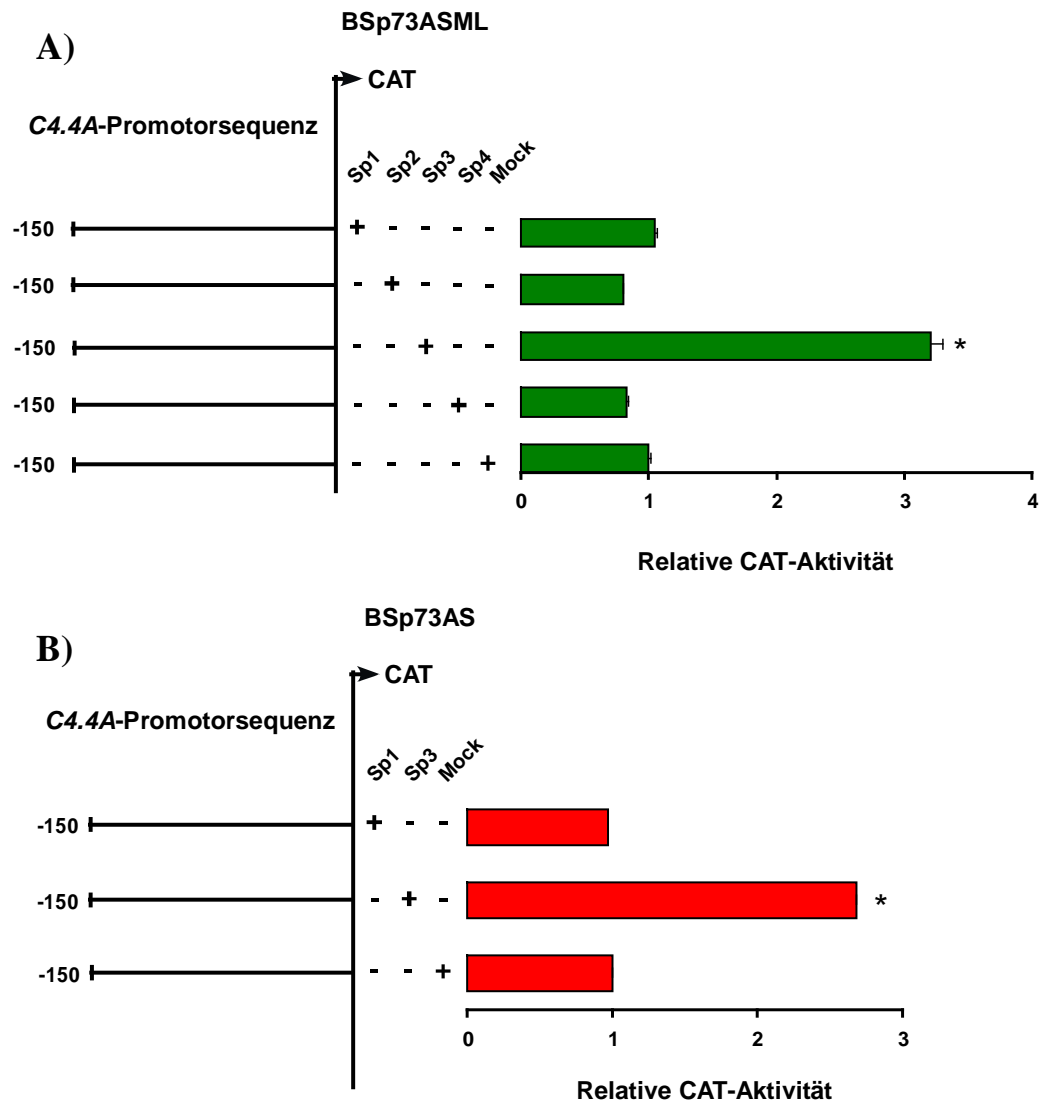 BSp73ASML
A)
CAT
C4.4A-Promotorsequenz
Sp1 Sp2 Sp3 Sp4 Mock
-150 + - - - -
-150 - + - - -
-150 - - + - - *
-150 - - - + -
-150 - - - - +
0 1 2 3 4
Relative CAT-Aktivität
BSp73AS
B)
CAT
C4.4A-Promotorsequenz
Sp1 Sp3 Mock
-150 + - -
-150 - + - *
-150 - - +
0 1 2 3
Relative CAT-Aktivität